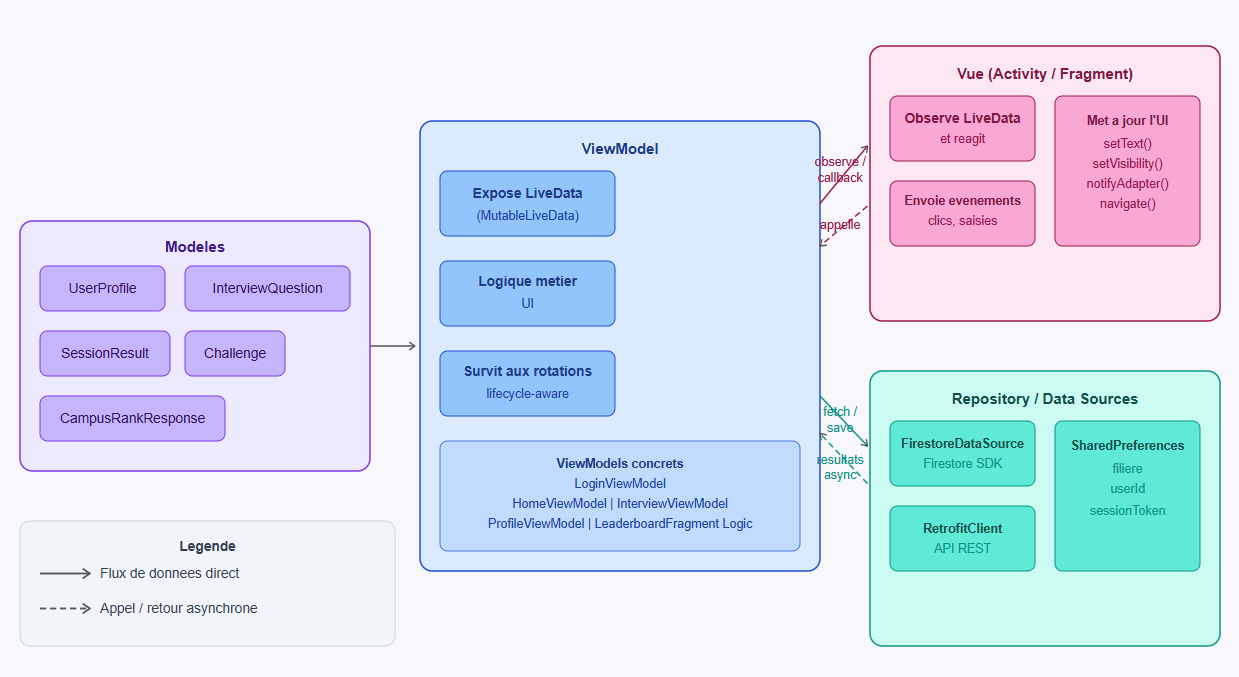 Modeles
UserProfile
InterviewQuestion
SessionResult
Challenge
CampusRankResponse
Legende
Flux de donnees direct
Appel / retour asynchrone
ViewModel
Expose LiveData
(MutableLiveData)
Logique metier
UI
Survit aux rotations
lifecycle-aware
ViewModels concrets
LoginViewModel
HomeViewModel | InterviewViewModel
ProfileViewModel | LeaderboardFragment Logic
observe /
callback
appelle
fetch /
save
resultats
async
Vue (Activity / Fragment)
Observe LiveData
et reagit
Envoie evenements
clics, saisies
Met a jour l'UI
setText()
setVisibility()
notifyAdapter()
navigate()
Repository / Data Sources
FirestoreDataSource
Firestore SDK
RetrofitClient
API REST
SharedPreferences
filiere
userId
sessionToken